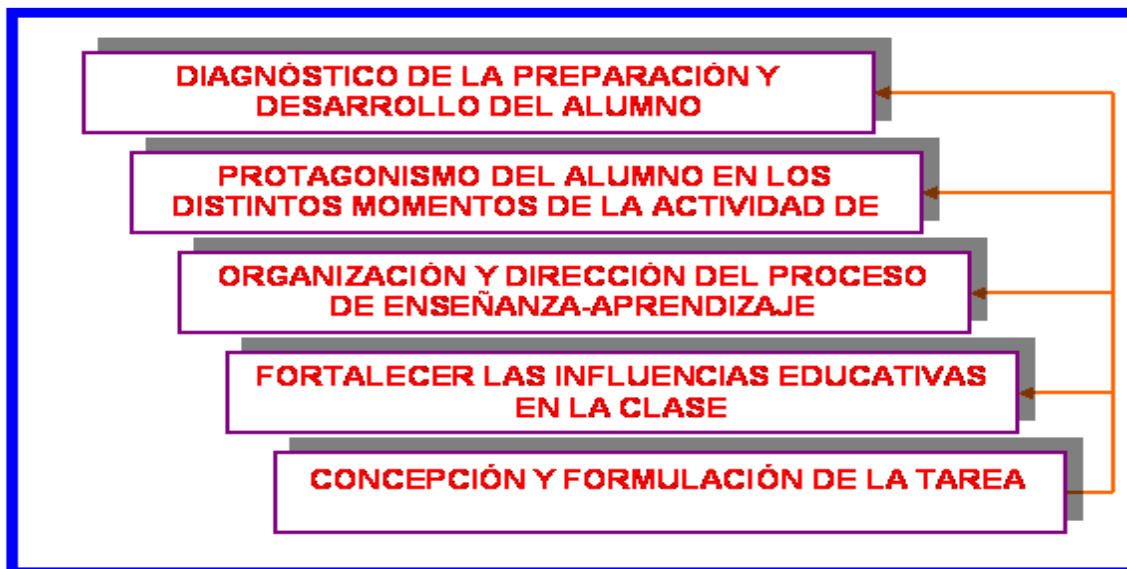 DIAGNÓSTICO DE LA PREPARACIÓN Y
DESARROLLO DEL ALUMNO
PROTAGONISMO DEL ALUMNO EN LOS
DISTINTOS MOMENTOS DE LA ACTIVIDAD DE
ORGANIZACIÓN Y DIRECCIÓN DEL PROCESO
DE ENSEÑANZA-APRENDIZAJE
FORTALECER LAS INFLUENCIAS EDUCATIVAS
EN LA CLASE
CONCEPCIÓN Y FORMULACIÓN DE LA TAREA